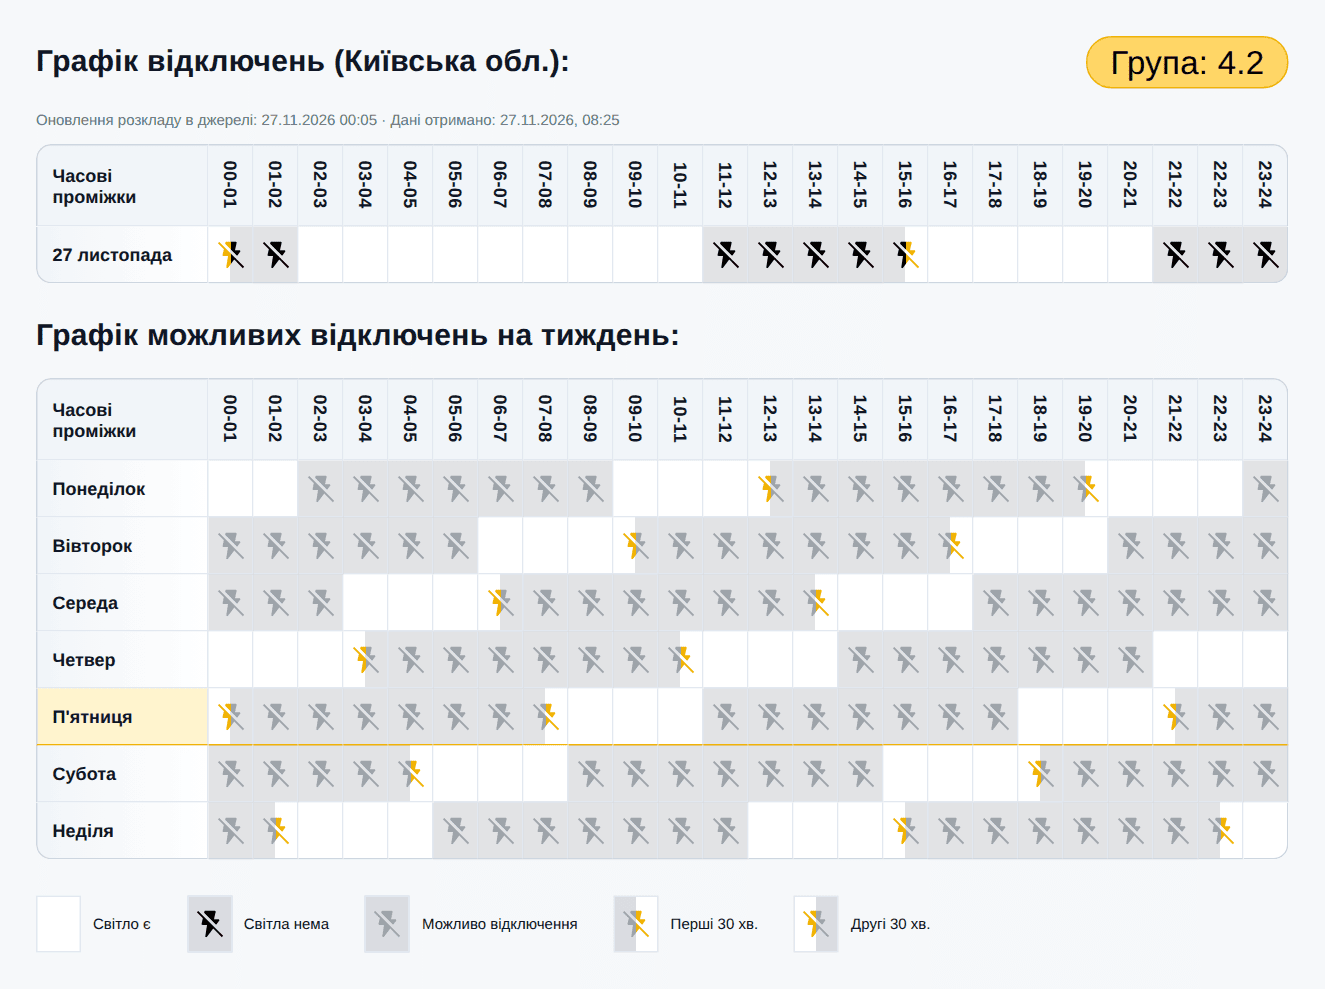 Графік відключень (Київська обл.):
Група: 4.2
Оновлення розкладу в джерелі: 27.11.2026 00:05 · Дані отримано: 27.11.2026, 08:25
Часові проміжки 00-01 01-02 02-03 03-04 04-05 05-06 06-07 07-08 08-09 09-10 10-11 11-12 12-13 13-14 14-15 15-16 16-17 17-18 18-19 19-20 20-21 21-22 22-23 23-24
27 листопада
Графік можливих відключень на тиждень:
Часові проміжки 00-01 01-02 02-03 03-04 04-05 05-06 06-07 07-08 08-09 09-10 10-11 11-12 12-13 13-14 14-15 15-16 16-17 17-18 18-19 19-20 20-21 21-22 22-23 23-24
Понеділок
Вівторок
Середа
Четвер
П'ятниця
Субота
Неділя
Світло є Світла нема Можливо відключення Перші 30 хв. Другі 30 хв.